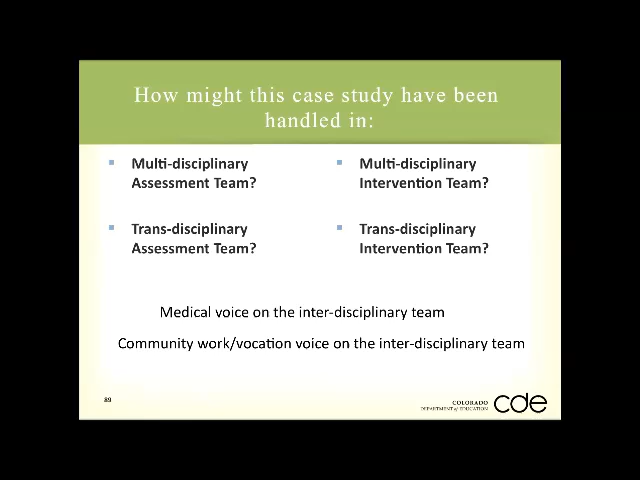 How might this case study have been
handled in:
Multi-disciplinary
Assessment Team?
Trans-disciplinary
Assessment Team?
Multi-disciplinary
Intervention Team?
Trans-disciplinary
Intervention Team?
Medical voice on the inter-disciplinary team
Community work/vocation voice on the inter-disciplinary team
89
COLORADO
DEPARTMENT of EDUCATION
cde